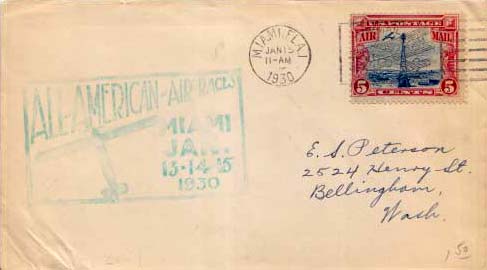 ALL-AMERICAN-AIR RACES
MIAMI
JAN.
13-14-15
1930
MIAMI, FLA. 1
JAN 15
11-AM
1930
U.S. POSTAGE
AIR MAIL
5 5
CENTS
E. S. Peterson
2524 Henry St.
Bellingham,
Wash.
.50